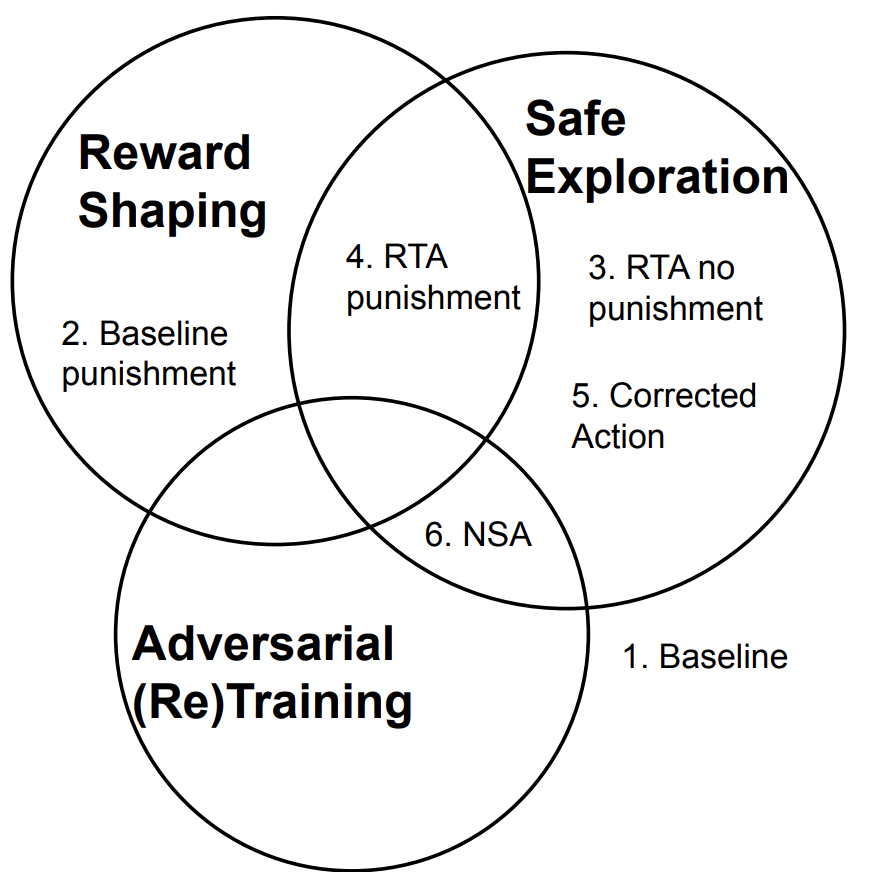 Reward
Shaping
Safe
Exploration
4. RTA
punishment
3. RTA no
punishment
2. Baseline
punishment
5. Corrected
Action
6. NSA
Adversarial
(Re)Training
1. Baseline